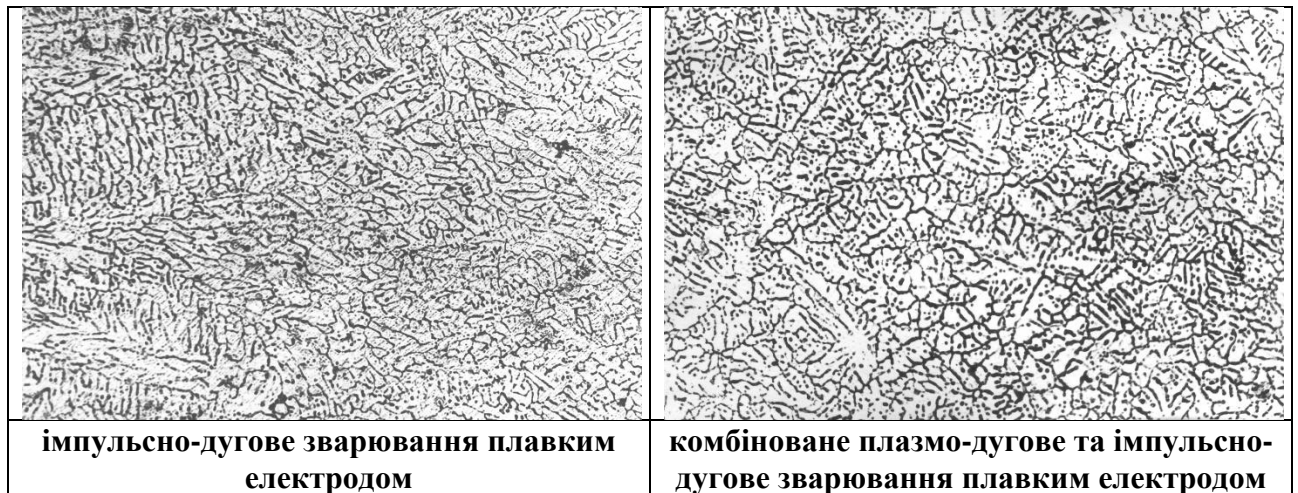 імпульсно-дугове зварювання плавким
електродом
комбіноване плазмо-дугове та імпульсно-
дугове зварювання плавким електродом